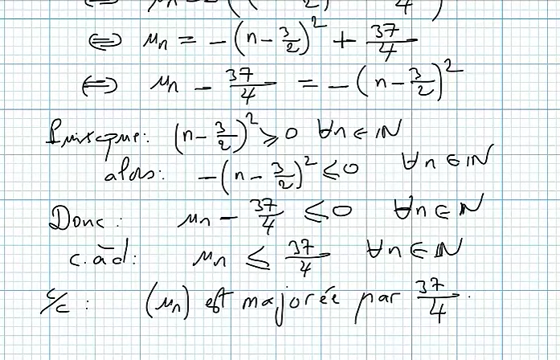 ⟺ un = -(n - 3/2)² + 37/4
⟺ un - 37/4 = -(n - 3/2)²
Puisque: (n - 3/2)² ⩾ 0 ∀n ∈ ℕ
alors: -(n - 3/2)² ⩽ 0 ∀n ∈ ℕ
Donc: un - 37/4 ⩽ 0 ∀n ∈ ℕ
c.àd: un ⩽ 37/4 ∀n ∈ ℕ
c/c: (un) est majorée par 37/4.